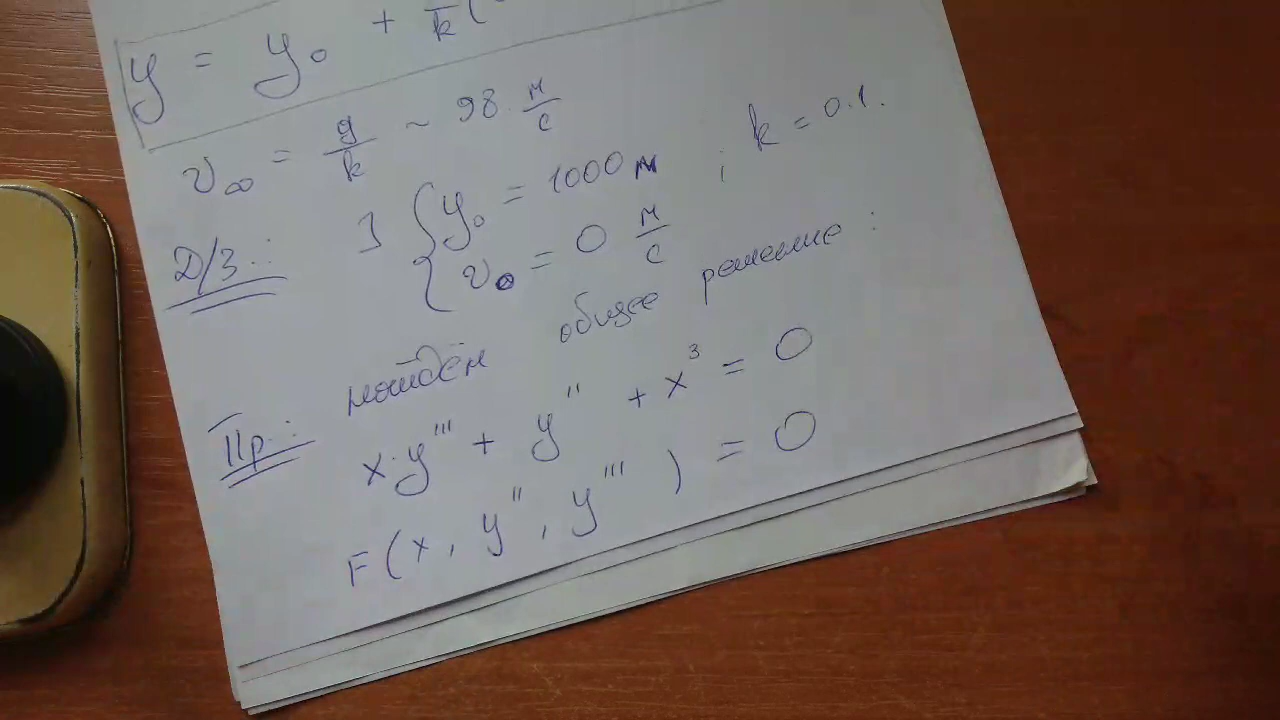 y = y₀ + 1/k (
v∞ = g/k ~ 98 м/с
Д/З.: ] { y₀ = 1000 м ; k = 0.1.
{ v₀ = 0 м/с
Пр.: найдём общее решение:
x·y''' + y'' + x³ = 0
F(x, y'', y''') = 0